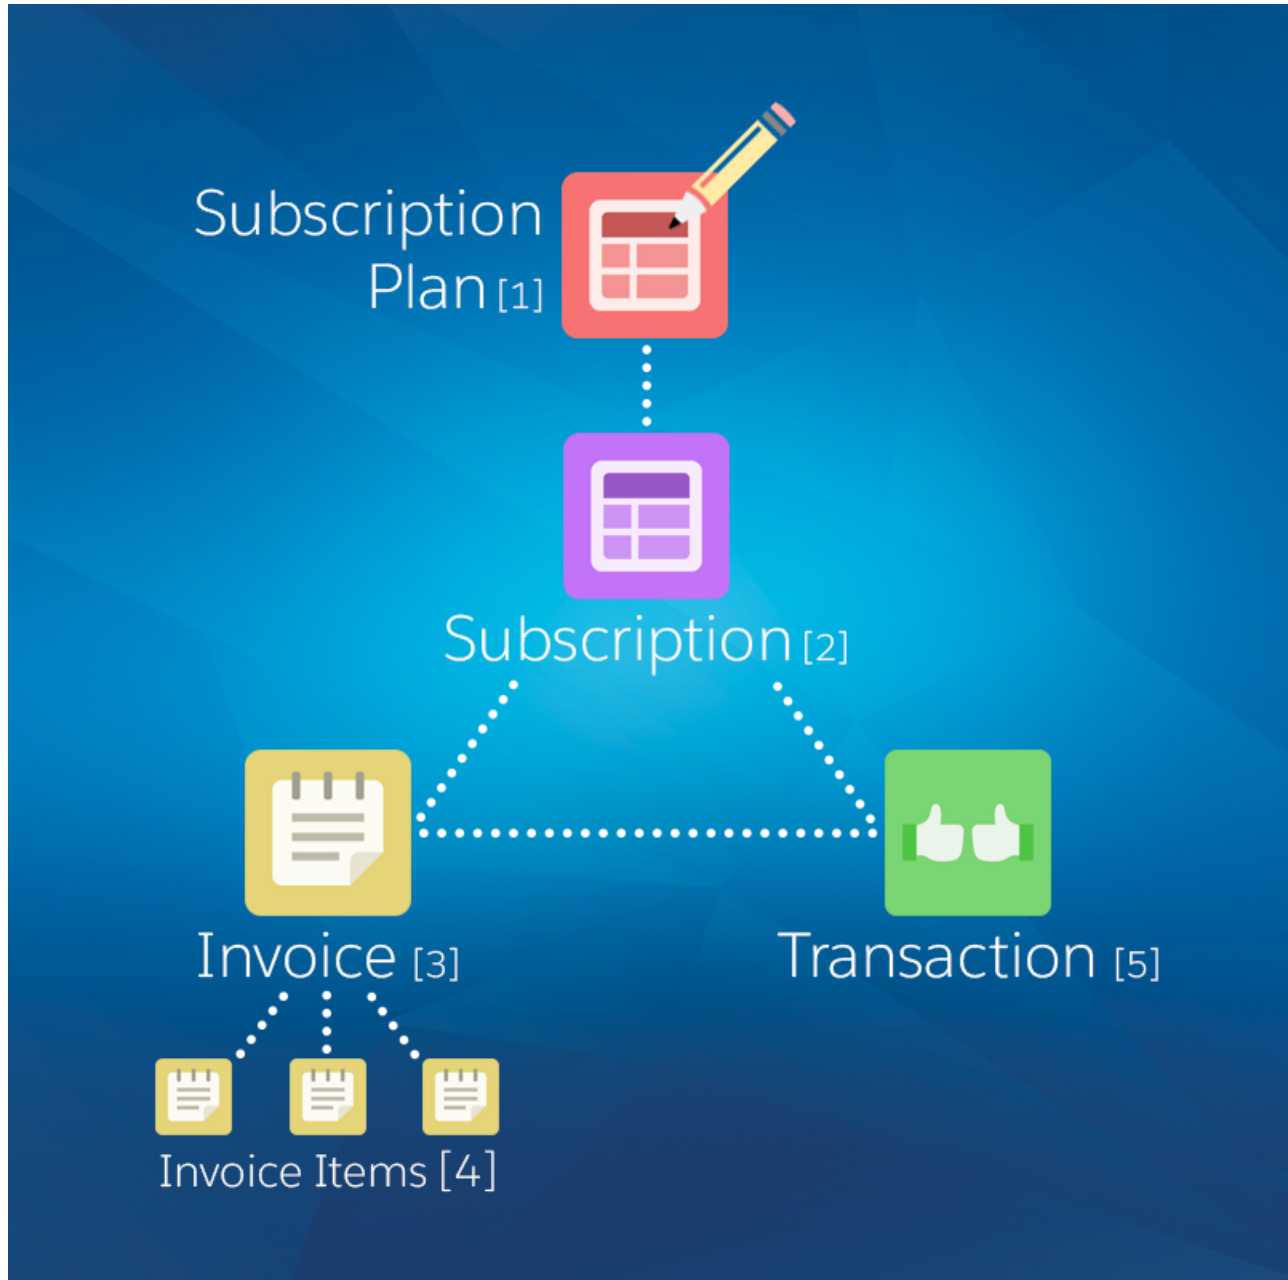 Subscription
Plan [1]
Subscription [2]
Invoice [3]
Transaction [5]
Invoice Items [4]